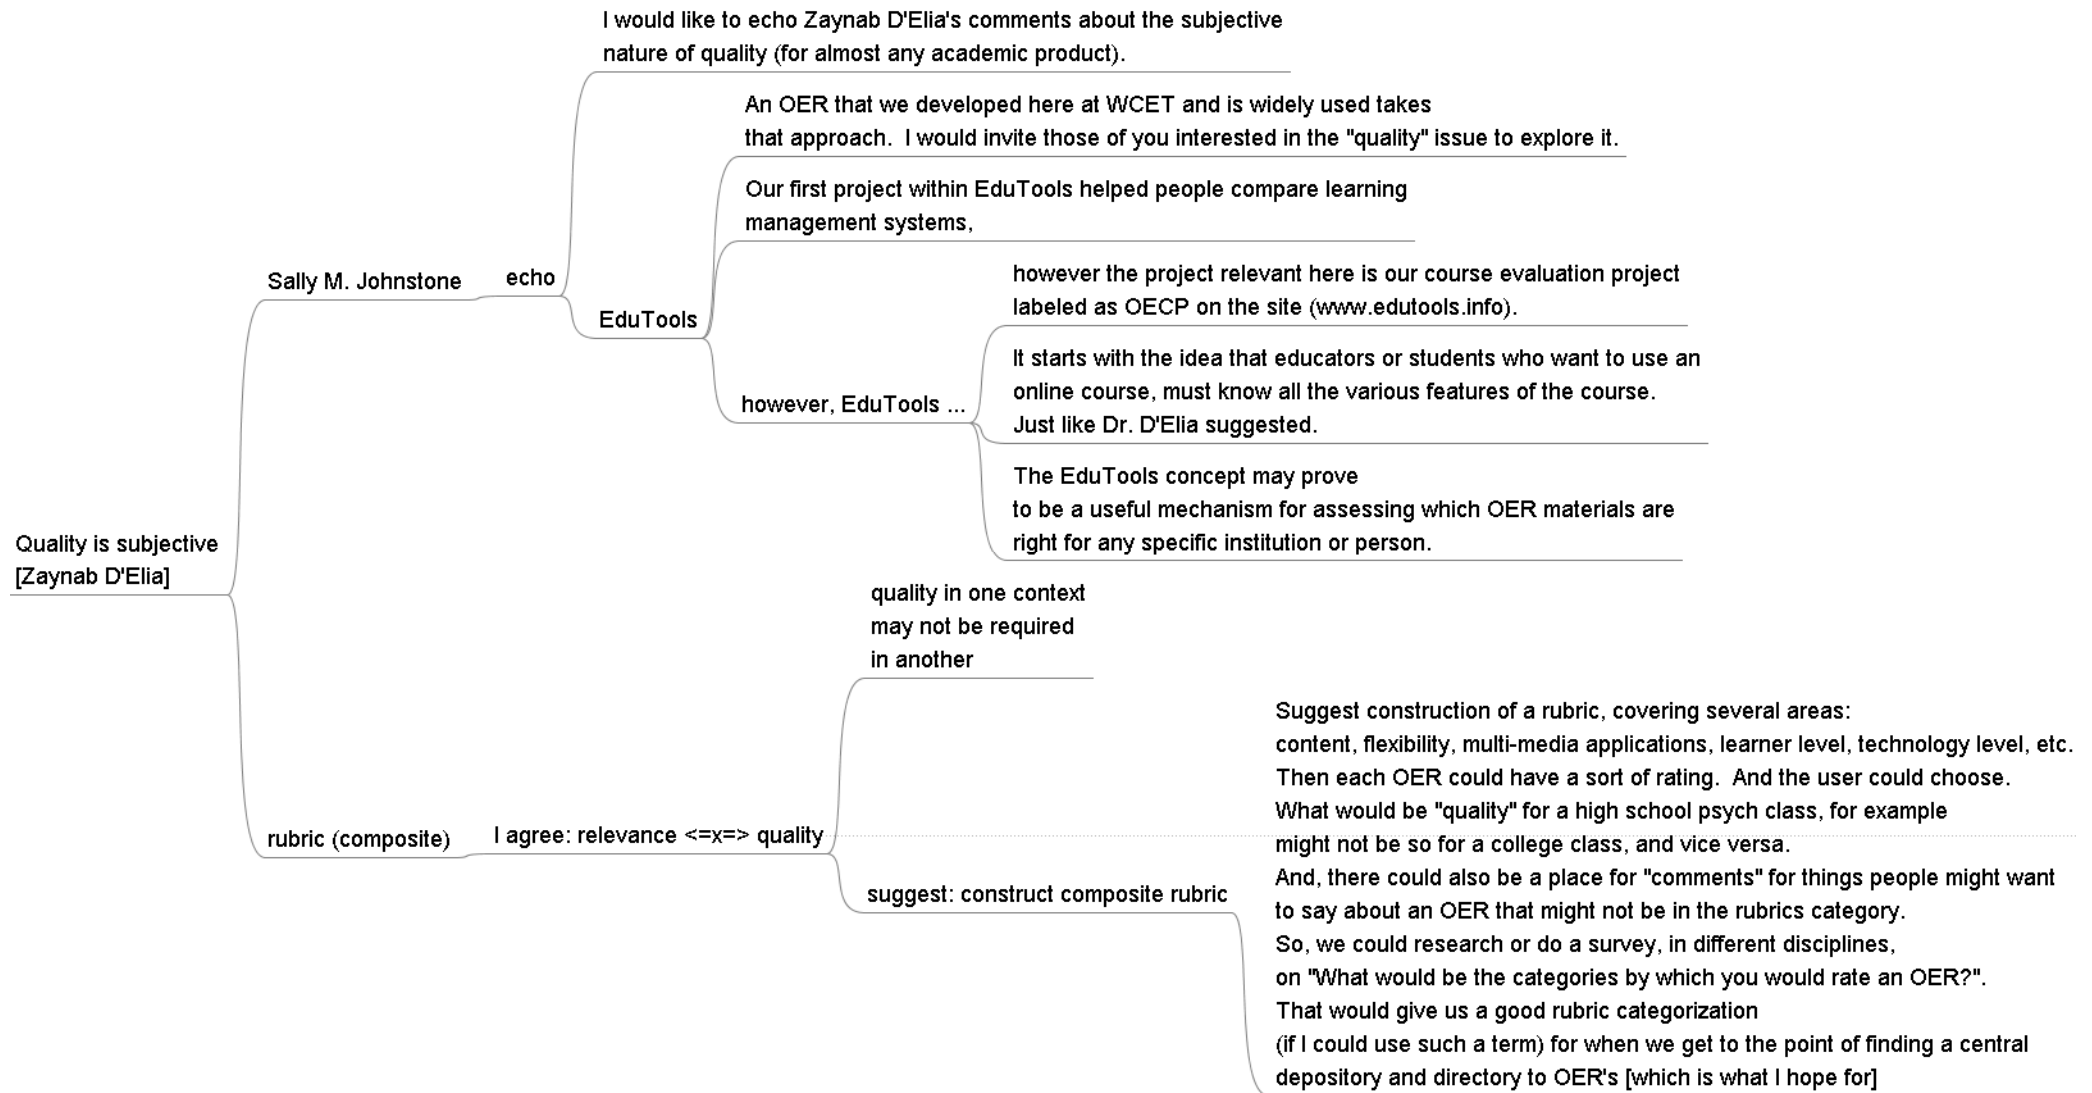 I would like to echo Zaynab D'Elia's comments about the subjective
nature of quality (for almost any academic product).
An OER that we developed here at WCET and is widely used takes
that approach.  I would invite those of you interested in the "quality" issue to explore it.
Our first project within EduTools helped people compare learning
management systems,
Sally M. Johnstone
echo
EduTools
however the project relevant here is our course evaluation project
labeled as OECP on the site (www.edutools.info).
It starts with the idea that educators or students who want to use an
online course, must know all the various features of the course.
Just like Dr. D'Elia suggested.
however, EduTools ...
The EduTools concept may prove
to be a useful mechanism for assessing which OER materials are
right for any specific institution or person.
Quality is subjective
[Zaynab D'Elia]
quality in one context
may not be required
in another
rubric (composite)
I agree: relevance <=x=> quality
suggest: construct composite rubric
Suggest construction of a rubric, covering several areas:
content, flexibility, multi-media applications, learner level, technology level, etc.
Then each OER could have a sort of rating.  And the user could choose.
What would be "quality" for a high school psych class, for example
might not be so for a college class, and vice versa.
And, there could also be a place for "comments" for things people might want
to say about an OER that might not be in the rubrics category.
So, we could research or do a survey, in different disciplines,
on "What would be the categories by which you would rate an OER?".
That would give us a good rubric categorization
(if I could use such a term) for when we get to the point of finding a central
depository and directory to OER's [which is what I hope for]